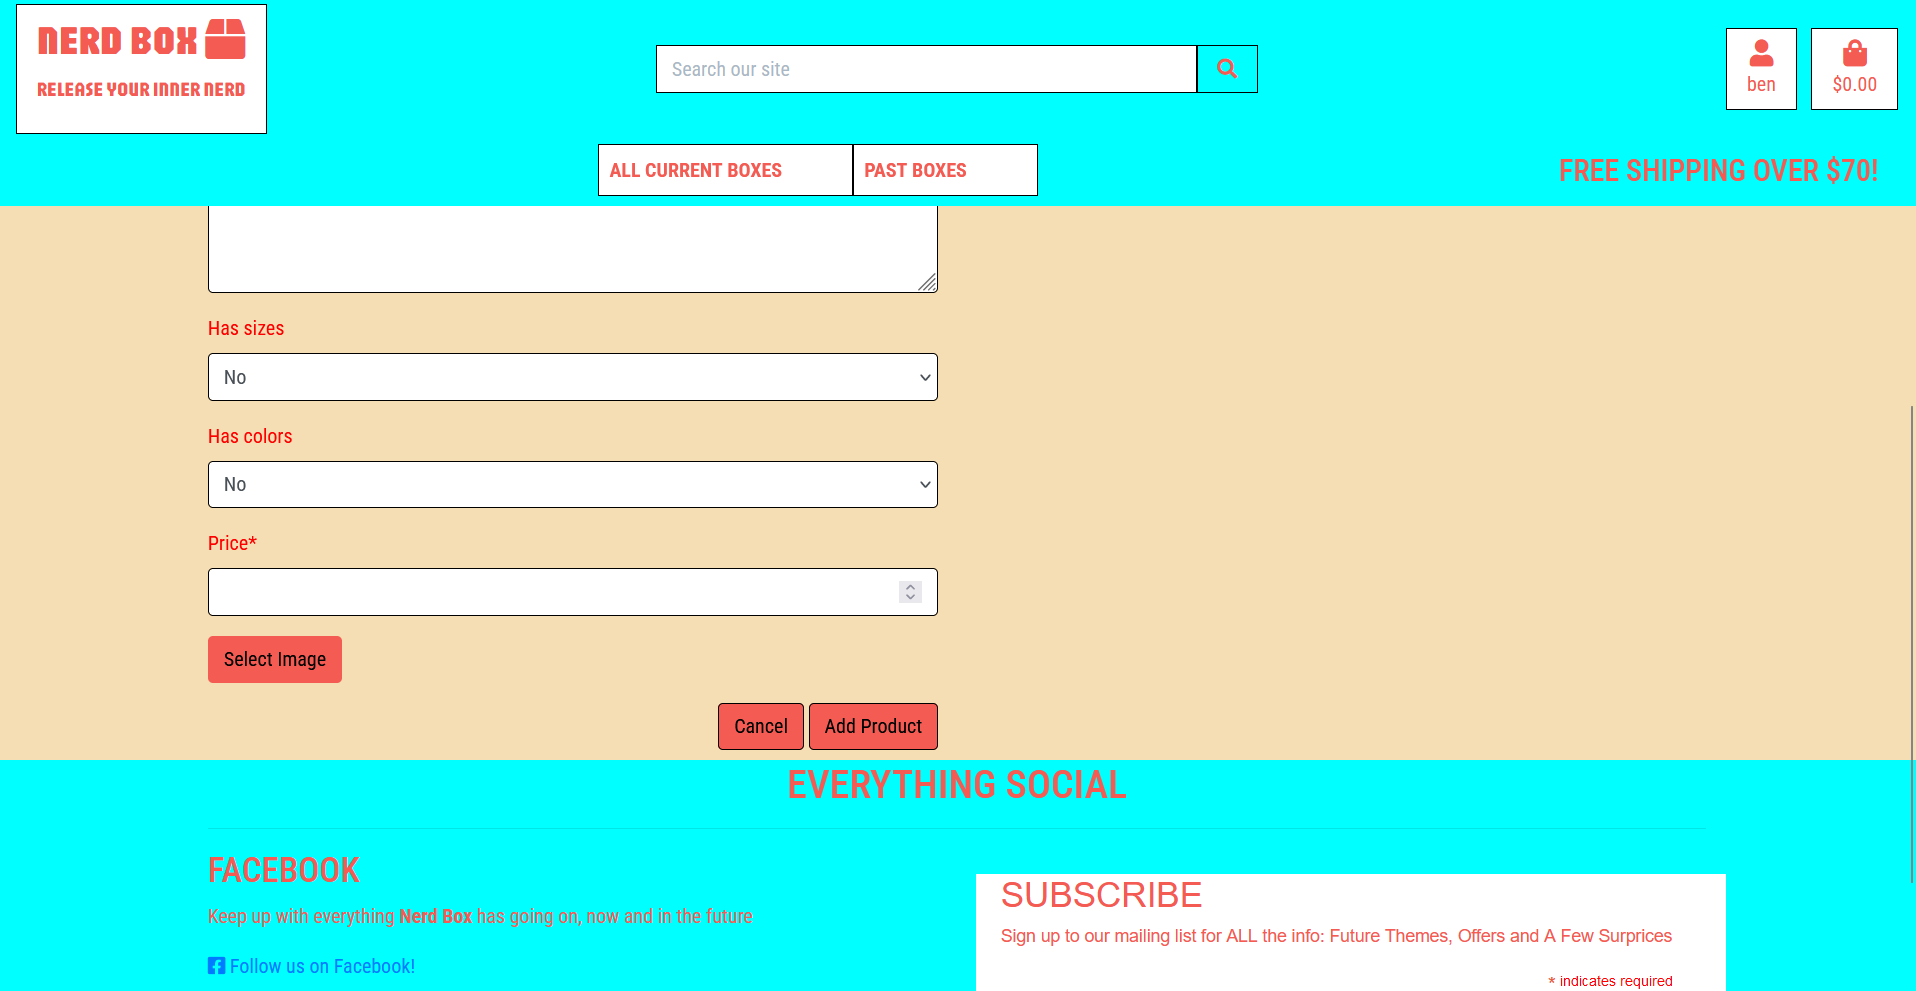 NERD BOX
RELEASE YOUR INNER NERD
Search our site
ben
$0.00
ALL CURRENT BOXES
PAST BOXES
FREE SHIPPING OVER $70!
Has sizes
No
Has colors
No
Price*
Select Image
Cancel
Add Product
EVERYTHING SOCIAL
FACEBOOK
Keep up with everything Nerd Box has going on, now and in the future
Follow us on Facebook!
SUBSCRIBE
Sign up to our mailing list for ALL the info: Future Themes, Offers and A Few Surprices
* indicates required